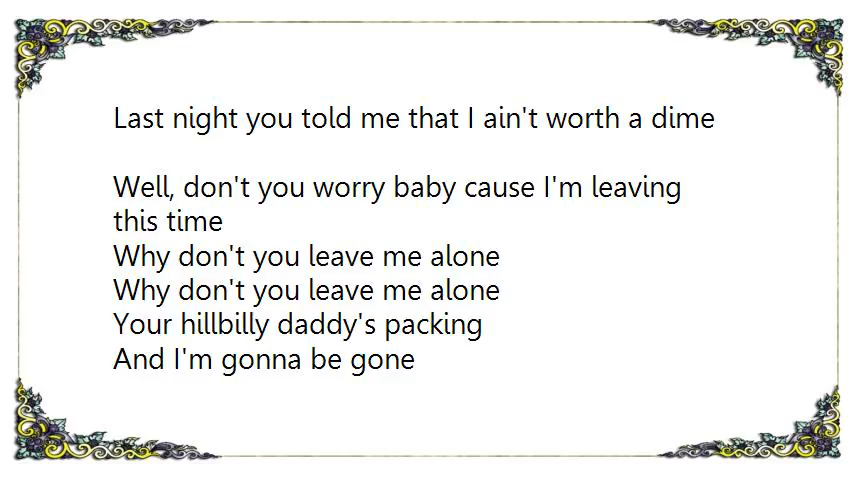 Last night you told me that I ain't worth a dime
Well, don't you worry baby cause I'm leaving
this time
Why don't you leave me alone
Why don't you leave me alone
Your hillbilly daddy's packing
And I'm gonna be gone